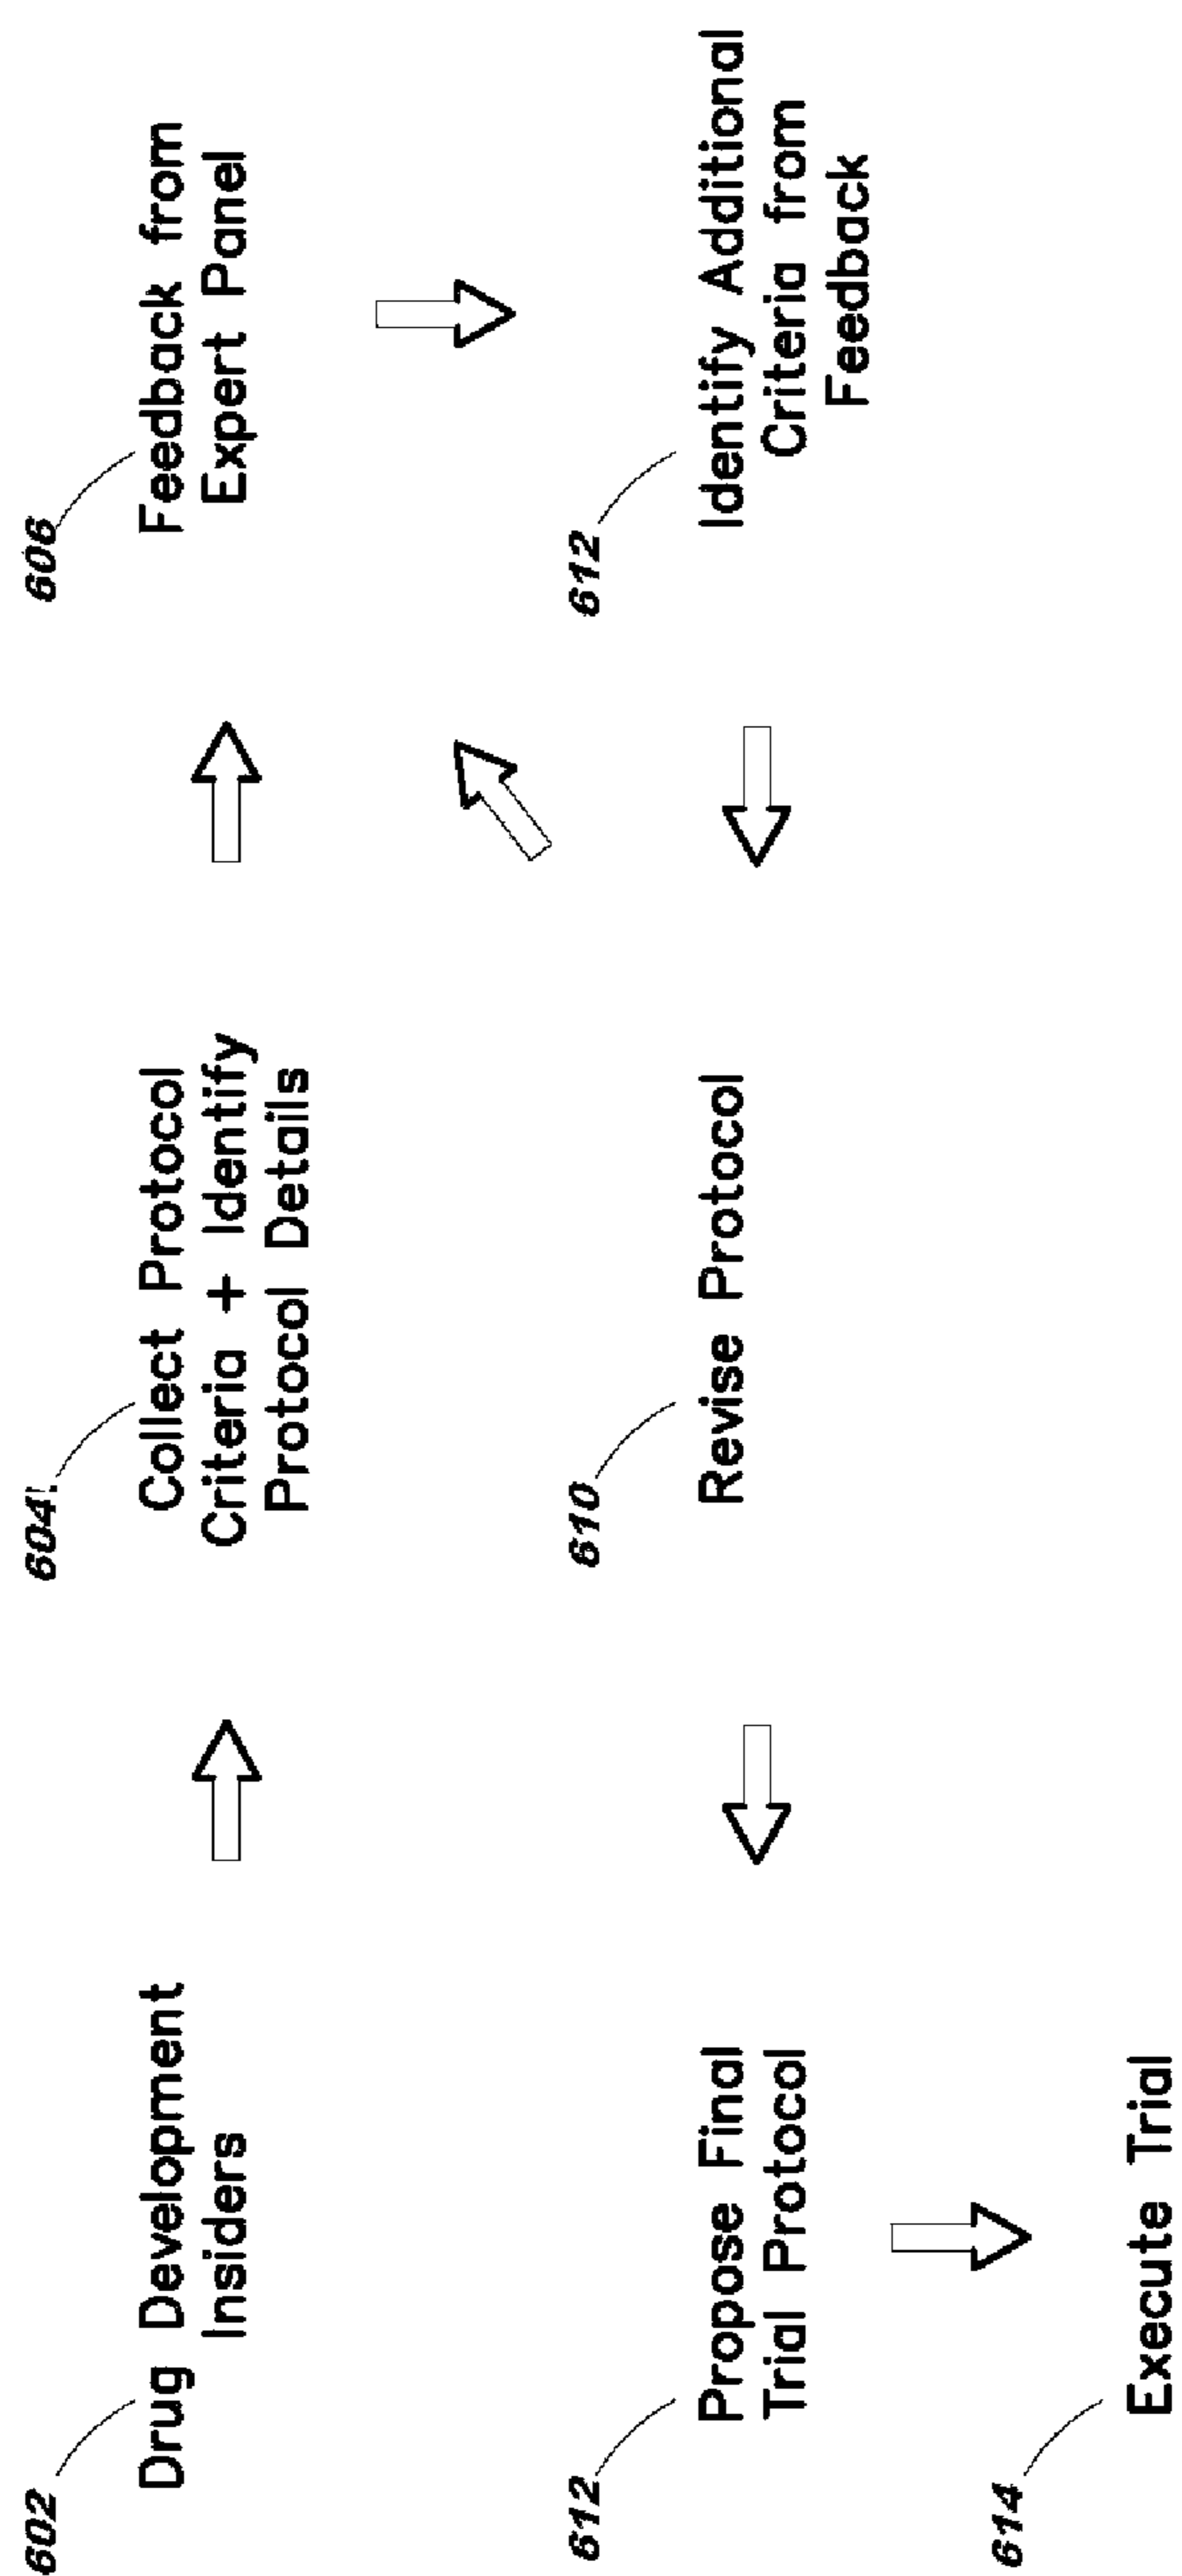 602
Drug Development
Insiders
604
Collect Protocol
Criteria + Identify
Protocol Details
606
Feedback from
Expert Panel
612
Propose Final
Trial Protocol
610
Revise Protocol
612
Identify Additional
Criteria from
Feedback
614
Execute Trial